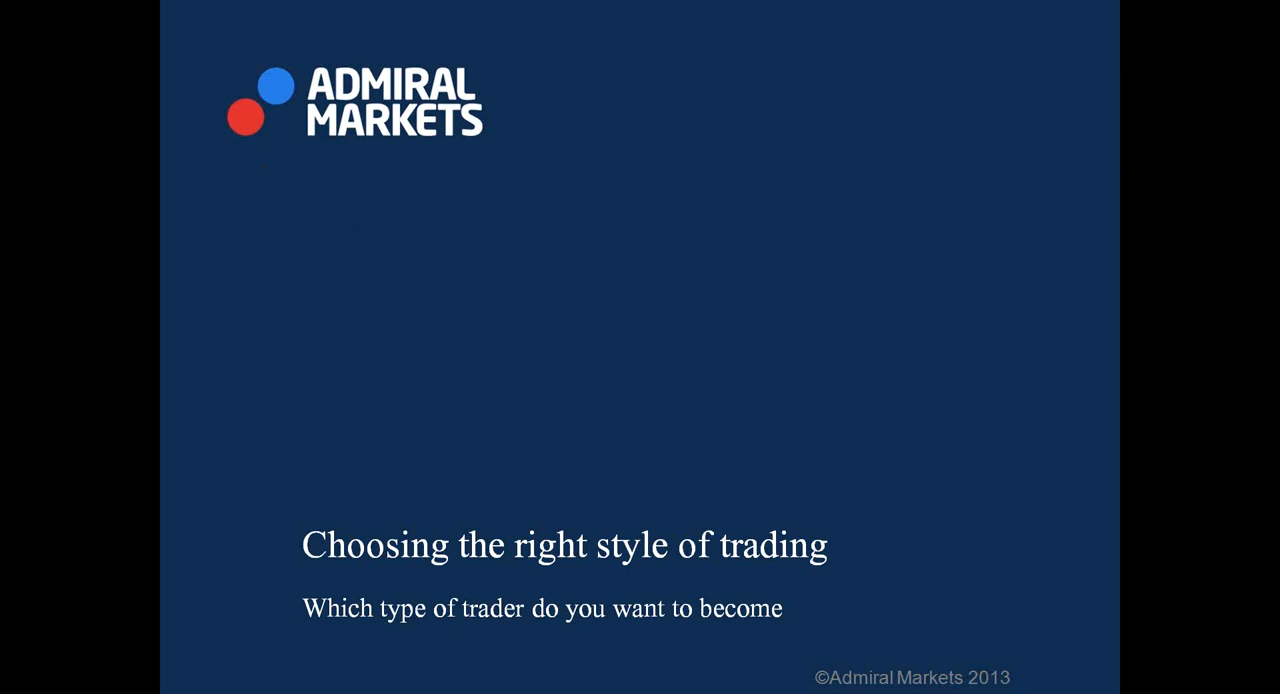 ADMIRAL
MARKETS
Choosing the right style of trading
Which type of trader do you want to become
©Admiral Markets 2013